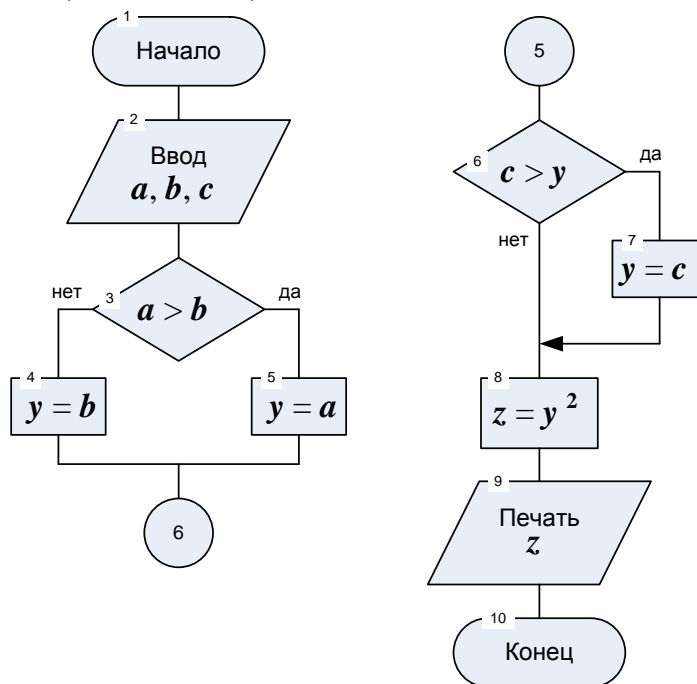 1
Начало
2
Ввод
a, b, c
3
нет
a > b
да
4
y = b
5
y = a
6
5
6
c > y
да
нет
7
y = c
8
z = y 2
9
Печать
z
10
Конец